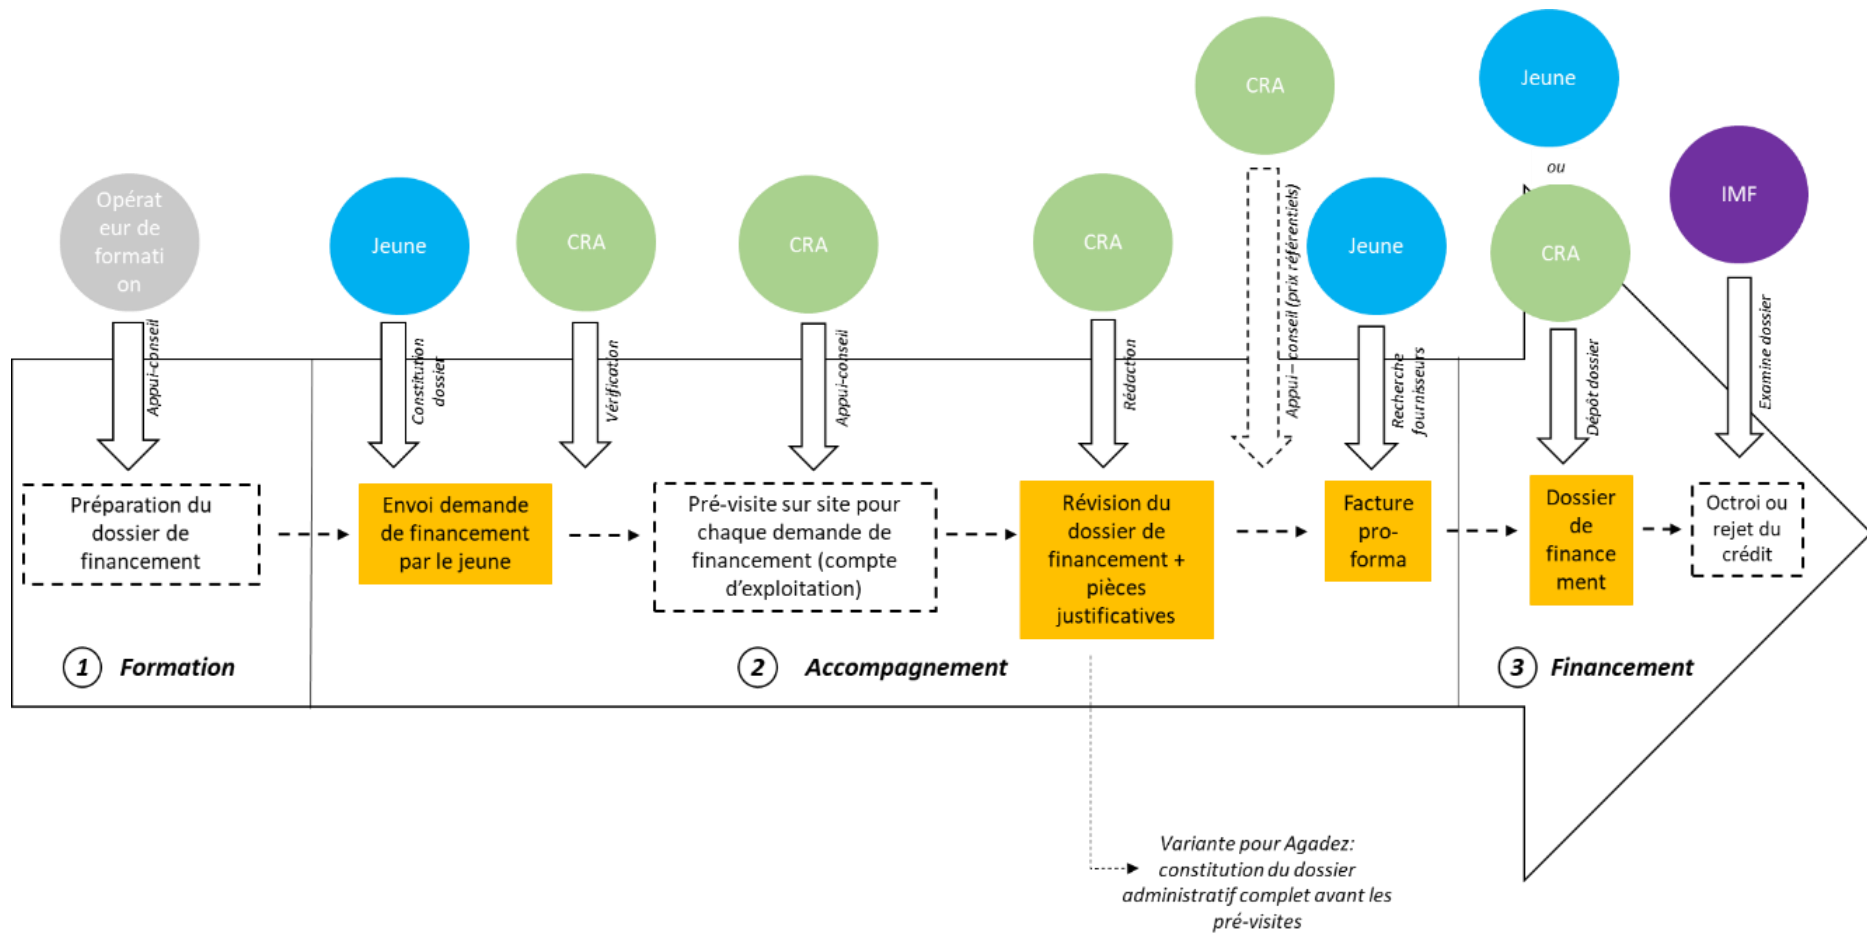 CRA
Jeune
ou
IMF
Opérat
eur de
formati
on
Jeune
CRA
CRA
CRA
Jeune
CRA
Appui-conseil
Constitution
dossier
Vérification
Appui-conseil
Rédaction
Appui–conseil (prix référentiels)
Recherche
fournisseurs
Dépôt dossier
Examine dossier
Préparation du
dossier de
financement
Envoi demande
de financement
par le jeune
Pré-visite sur site pour
chaque demande de
financement (compte
d'exploitation)
Révision du
dossier de
financement +
pièces
justificatives
Facture
pro-
forma
Dossier
de
finance
ment
Octroi ou
rejet du
crédit
1 Formation
2 Accompagnement
3 Financement
Variante pour Agadez:
constitution du dossier
administratif complet avant les
pré-visites